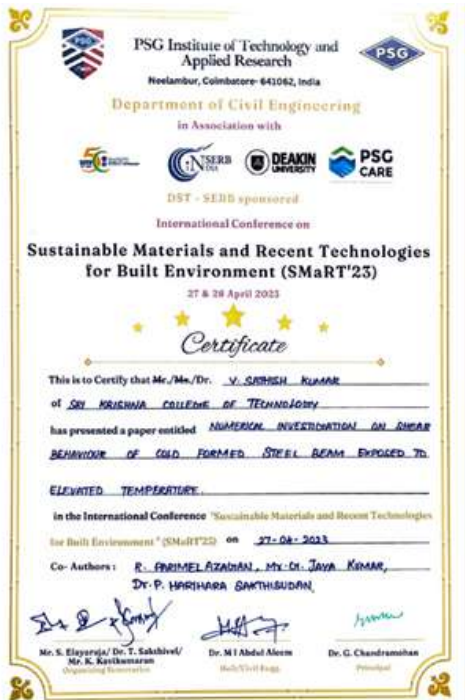 PSG
PSG
PSG Institute of Technology and
Applied Research
Neelambur, Coimbatore- 641062, India
Department of Civil Engineering
in Association with
SERB
INDIA
DEAKIN
UNIVERSITY
PSG
CARE
DST - SERB sponsored
International Conference on
Sustainable Materials and Recent Technologies
for Built Environment (SMaRT'23)
27 & 28 April 2023
Certificate
This is to Certify that Mr./Ms./Dr. V. SATHISH KUMAR
of SRI KRISHNA COLLEGE OF TECHNOLOGY
has presented a paper entitled NUMERICAL INVESTIGATION ON SHEAR
BEHAVIOUR OF COLD FORMED STEEL BEAM EXPOSED TO
ELEVATED TEMPERATURE.
in the International Conference "Sustainable Materials and Recent Technologies
for Built Environment" (SMaRT'23) on 27-04-2023
Co- Authors : R. PARIMELAZAGAN, Mr. G. JAYA KUMAR,
Dr. P. HARIHARA SAKTHISUDAN,
Mr. S. Elayaraja/ Dr. T. Sakthivel/
Mr. K. Kavikumaran
Organizing Secretaries
Dr. M I Abdul Aleem
HoD/Civil Engg.
Dr. G. Chandramohan
Principal